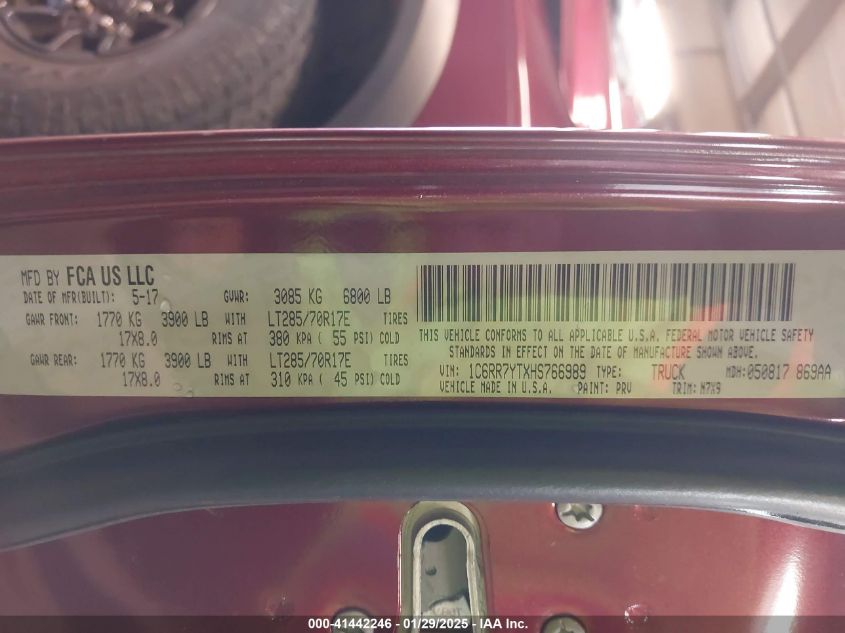 MFD BY FCA US LLC
DATE OF MFR(BUILT): 5-17 GVWR: 3085 KG 6800 LB
GAWR FRONT: 1770 KG 3900 LB WITH LT285/70R17E TIRES
17X8.0 RIMS AT 380 KPA ( 55 PSI) COLD
GAWR REAR: 1770 KG 3900 LB WITH LT285/70R17E TIRES
17X8.0 RIMS AT 310 KPA ( 45 PSI) COLD
THIS VEHICLE CONFORMS TO ALL APPLICABLE U.S.A. FEDERAL MOTOR VEHICLE SAFETY
STANDARDS IN EFFECT ON THE DATE OF MANUFACTURE SHOWN ABOVE.
VIN: 1C6RR7YTXHS766989 TYPE: TRUCK MDH: 050817 869AA
VEHICLE MADE IN U.S.A. PAINT: PRV TRIM: M7X9
000-41442246 - 01/29/2025 - IAA Inc.